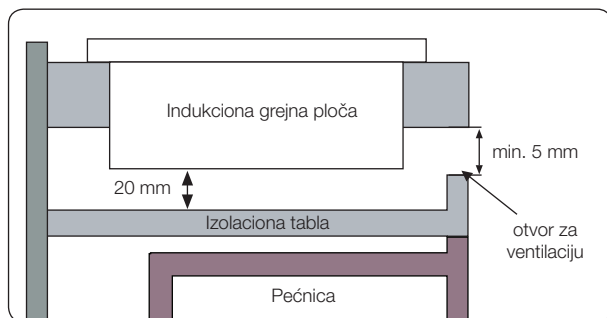 Indukciona grejna ploča
min. 5 mm
20 mm
Izolaciona tabla
otvor za
ventilaciju
Pećnica